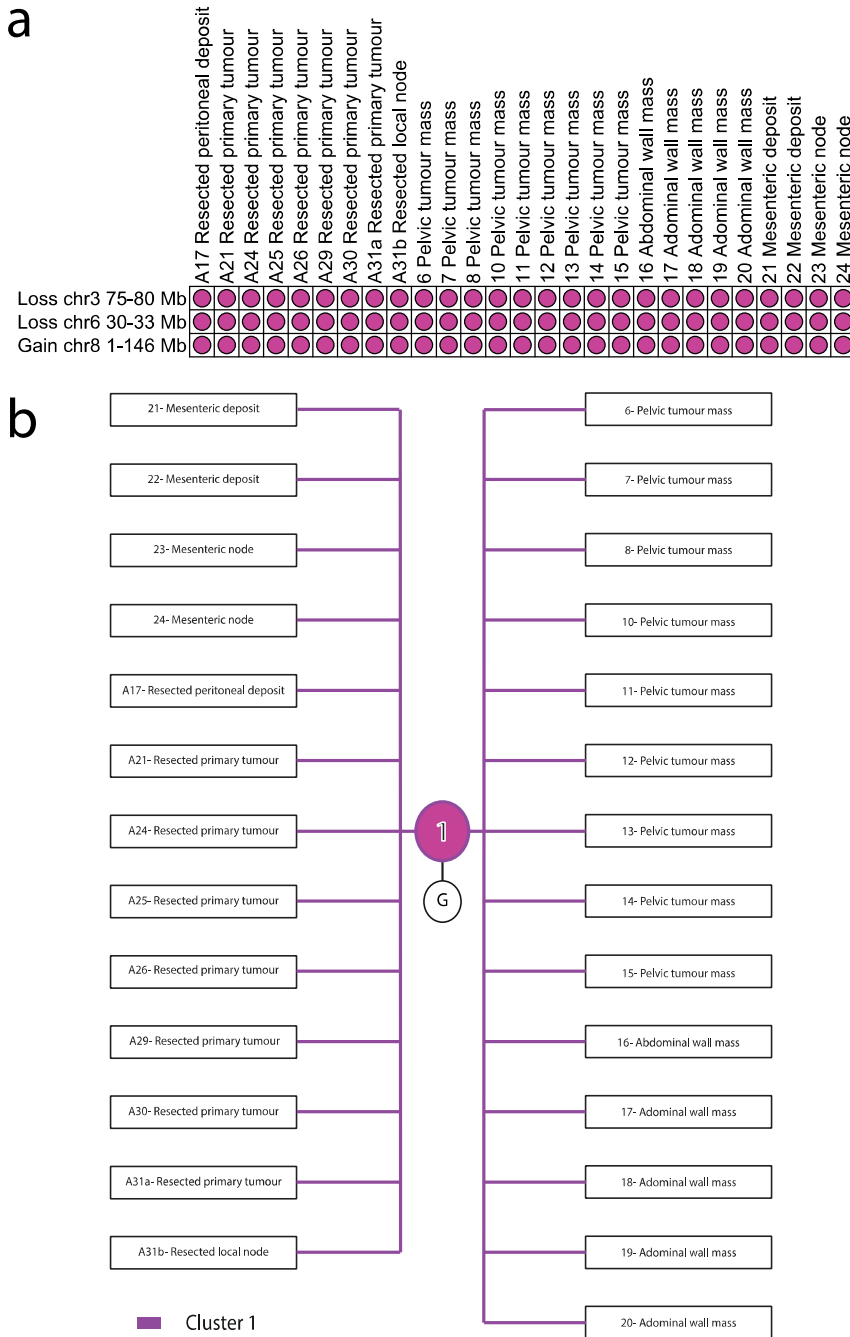 a
A17 Resected peritoneal deposit
A21 Resected primary tumour
A24 Resected primary tumour
A25 Resected primary tumour
A26 Resected primary tumour
A29 Resected primary tumour
A30 Resected primary tumour
A31a Resected primary tumour
A31b Resected local node
6 Pelvic tumour mass
7 Pelvic tumour mass
8 Pelvic tumour mass
10 Pelvic tumour mass
11 Pelvic tumour mass
12 Pelvic tumour mass
13 Pelvic tumour mass
14 Pelvic tumour mass
15 Pelvic tumour mass
16 Abdominal wall mass
17 Adominal wall mass
18 Adominal wall mass
19 Adominal wall mass
20 Adominal wall mass
21 Mesenteric deposit
22 Mesenteric deposit
23 Mesenteric node
24 Mesenteric node
Loss chr3 75-80 Mb
Loss chr6 30-33 Mb
Gain chr8 1-146 Mb
b
21- Mesenteric deposit
22- Mesenteric deposit
23- Mesenteric node
24- Mesenteric node
A17- Resected peritoneal deposit
A21- Resected primary tumour
A24- Resected primary tumour
A25- Resected primary tumour
A26- Resected primary tumour
A29- Resected primary tumour
A30- Resected primary tumour
A31a- Resected primary tumour
A31b- Resected local node
1
G
6- Pelvic tumour mass
7- Pelvic tumour mass
8- Pelvic tumour mass
10- Pelvic tumour mass
11- Pelvic tumour mass
12- Pelvic tumour mass
13- Pelvic tumour mass
14- Pelvic tumour mass
15- Pelvic tumour mass
16- Abdominal wall mass
17- Adominal wall mass
18- Adominal wall mass
19- Adominal wall mass
20- Adominal wall mass
Cluster 1